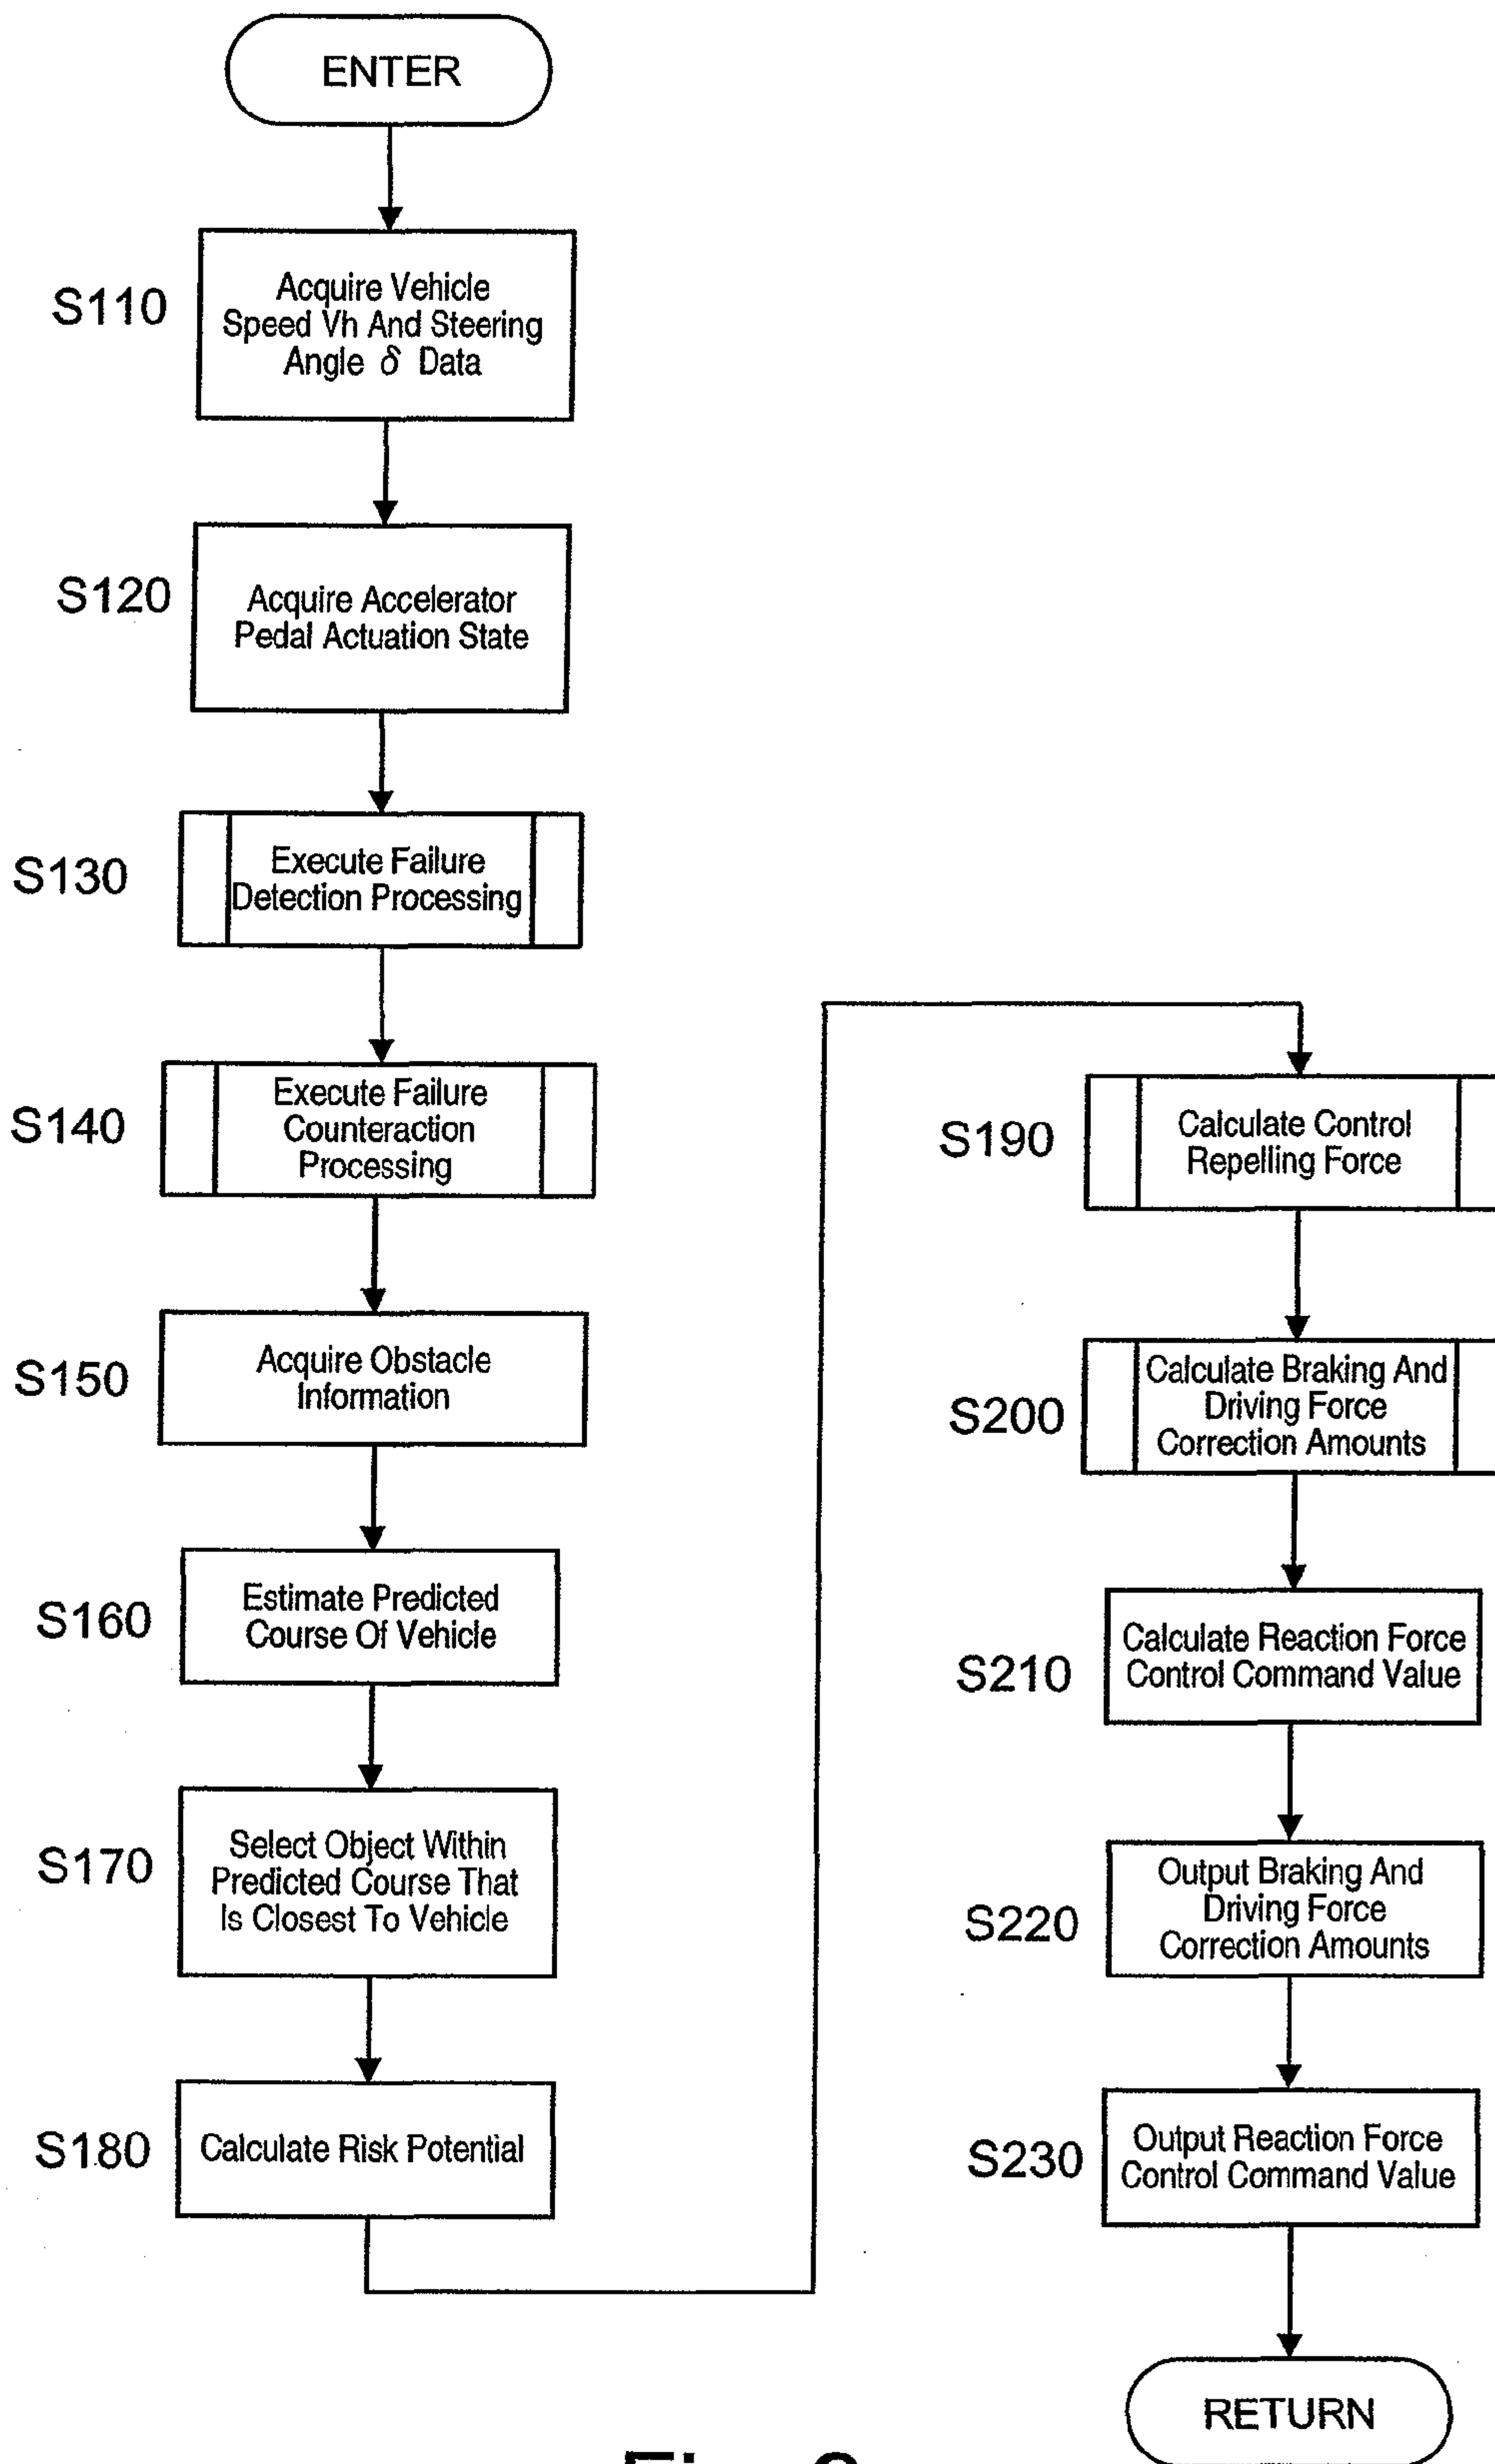 ENTER
S110
Acquire Vehicle
Speed Vh And Steering
Angle δ Data
S120
Acquire Accelerator
Pedal Actuation State
S130
Execute Failure
Detection Processing
S140
Execute Failure
Counteraction
Processing
S150
Acquire Obstacle
Information
S160
Estimate Predicted
Course Of Vehicle
S170
Select Object Within
Predicted Course That
Is Closest To Vehicle
S180
Calculate Risk Potential
S190
Calculate Control
Repelling Force
S200
Calculate Braking And
Driving Force
Correction Amounts
S210
Calculate Reaction Force
Control Command Value
S220
Output Braking And
Driving Force
Correction Amounts
S230
Output Reaction Force
Control Command Value
RETURN